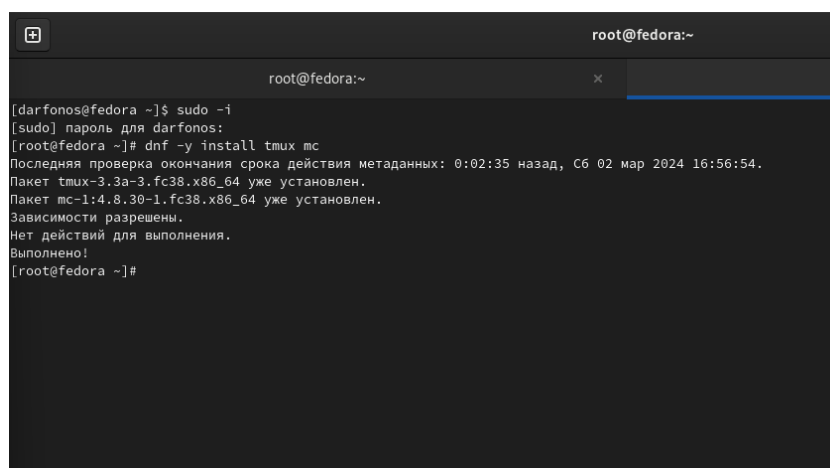 root@fedora:~
root@fedora:~
[darfonos@fedora ~]$ sudo -i
[sudo] пароль для darfonos:
[root@fedora ~]# dnf -y install tmux mc
Последняя проверка окончания срока действия метаданных: 0:02:35 назад, Сб 02 мар 2024 16:56:54.
Пакет tmux-3.3a-3.fc38.x86_64 уже установлен.
Пакет mc-1:4.8.30-1.fc38.x86_64 уже установлен.
Зависимости разрешены.
Нет действий для выполнения.
Выполнено!
[root@fedora ~]#